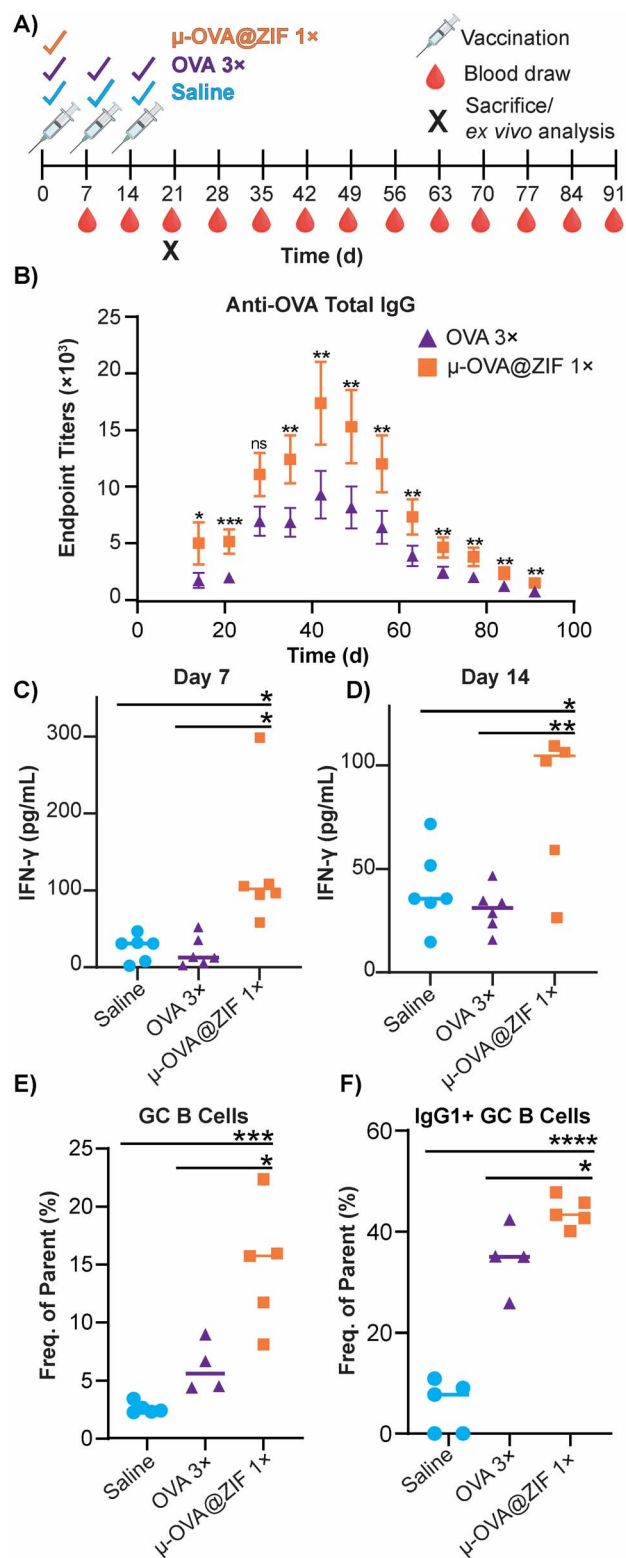 A)
μ-OVA@ZIF 1×
OVA 3×
Saline
Vaccination
Blood draw
X Sacrifice/
ex vivo analysis
0 7 14 21 28 35 42 49 56 63 70 77 84 91
X
Time (d)
B)
Anti-OVA Total IgG
Endpoint Titers (×10³)
25
20
15
10
5
0
OVA 3×
μ-OVA@ZIF 1×
* *** ns ** ** ** ** ** ** ** ** **
0 20 40 60 80 100
Time (d)
C)
Day 7
IFN-γ (pg/mL)
300
200
100
0
*
*
Saline
OVA 3×
μ-OVA@ZIF 1×
D)
Day 14
IFN-γ (pg/mL)
100
50
0
*
**
Saline
OVA 3×
μ-OVA@ZIF 1×
E)
GC B Cells
Freq. of Parent (%)
25
20
15
10
5
0
***
*
Saline
OVA 3×
μ-OVA@ZIF 1×
F)
IgG1+ GC B Cells
Freq. of Parent (%)
60
40
20
0
****
*
Saline
OVA 3×
μ-OVA@ZIF 1×